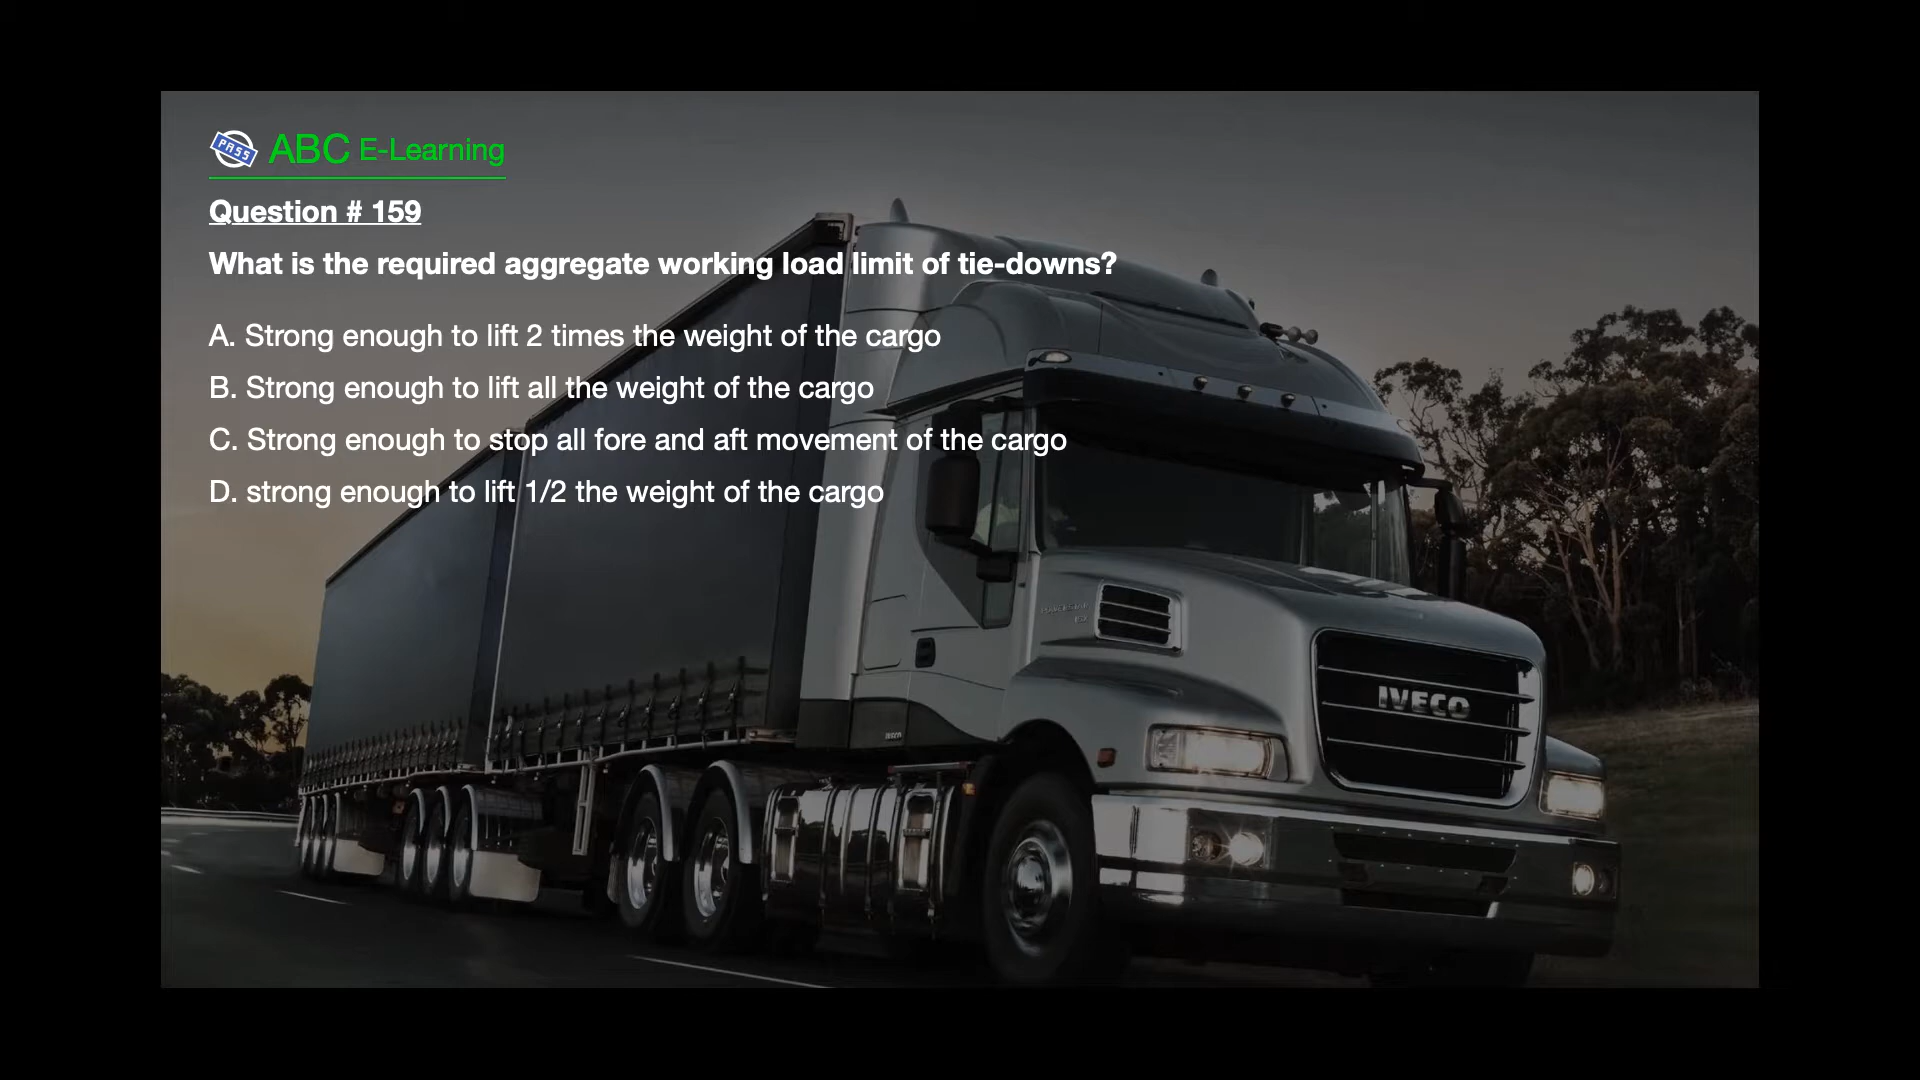 PASS ABC E-Learning
Question # 159
What is the required aggregate working load limit of tie-downs?
A. Strong enough to lift 2 times the weight of the cargo
B. Strong enough to lift all the weight of the cargo
C. Strong enough to stop all fore and aft movement of the cargo
D. strong enough to lift 1/2 the weight of the cargo
IVECO